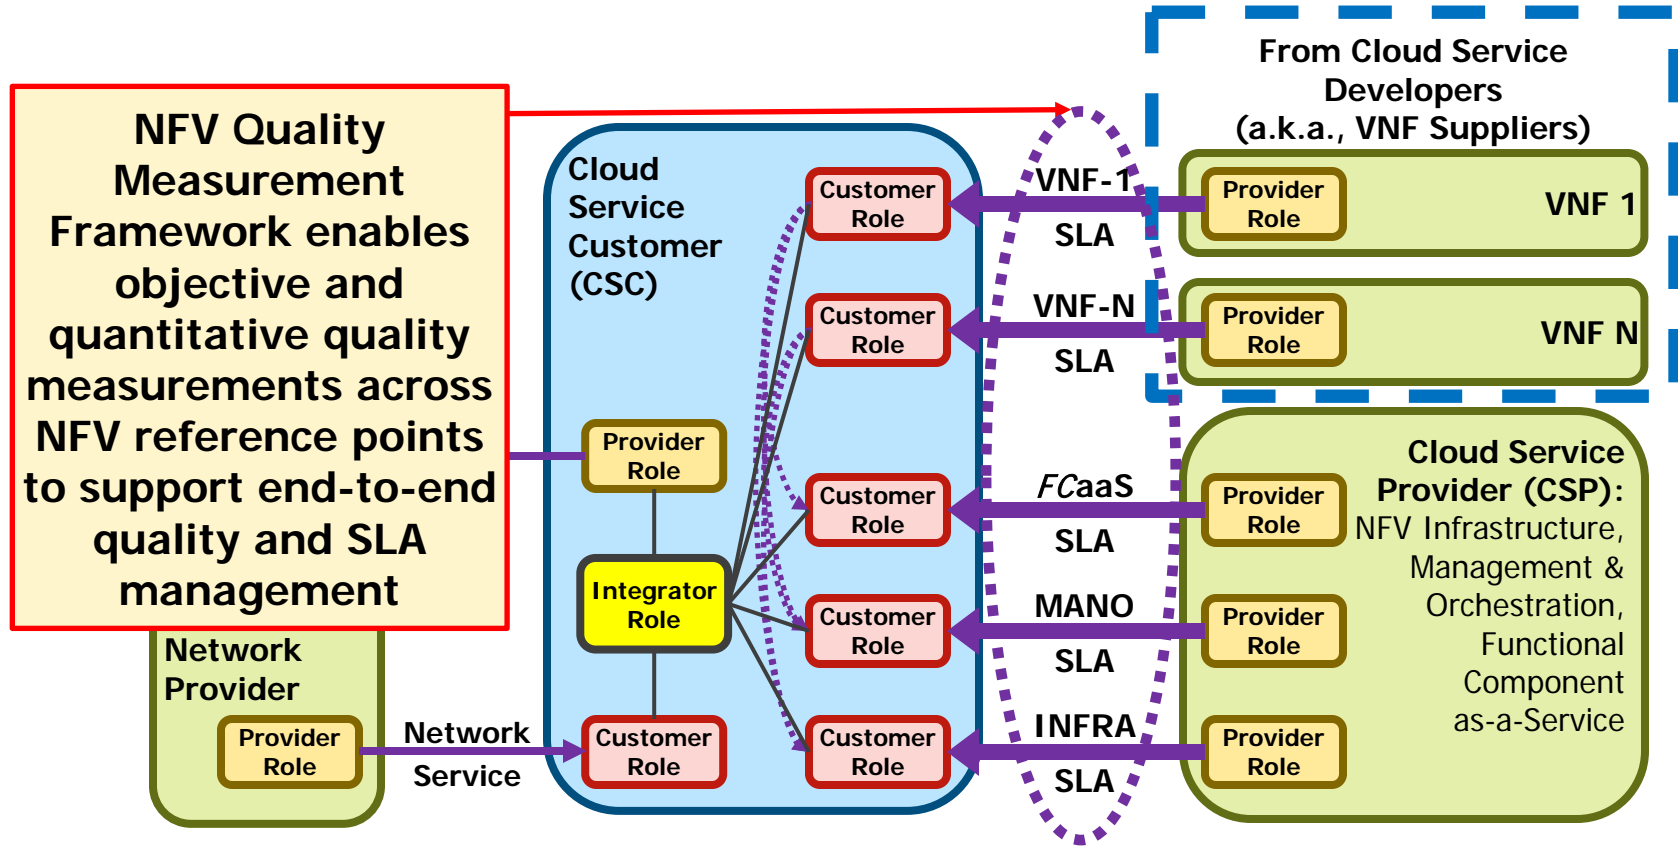 NFV Quality
Measurement
Framework enables
objective and
quantitative quality
measurements across
NFV reference points
to support end-to-end
quality and SLA
management
Network
Provider
Provider
Role
Network
Service
Cloud
Service
Customer
(CSC)
Provider
Role
Integrator
Role
Customer
Role
Customer
Role
Customer
Role
Customer
Role
Customer
Role
Customer
Role
VNF-1
SLA
VNF-N
SLA
FCaaS
SLA
MANO
SLA
INFRA
SLA
From Cloud Service
Developers
(a.k.a., VNF Suppliers)
Provider
Role
VNF 1
Provider
Role
VNF N
Provider
Role
Provider
Role
Provider
Role
Cloud Service
Provider (CSP):
NFV Infrastructure,
Management &
Orchestration,
Functional
Component
as-a-Service